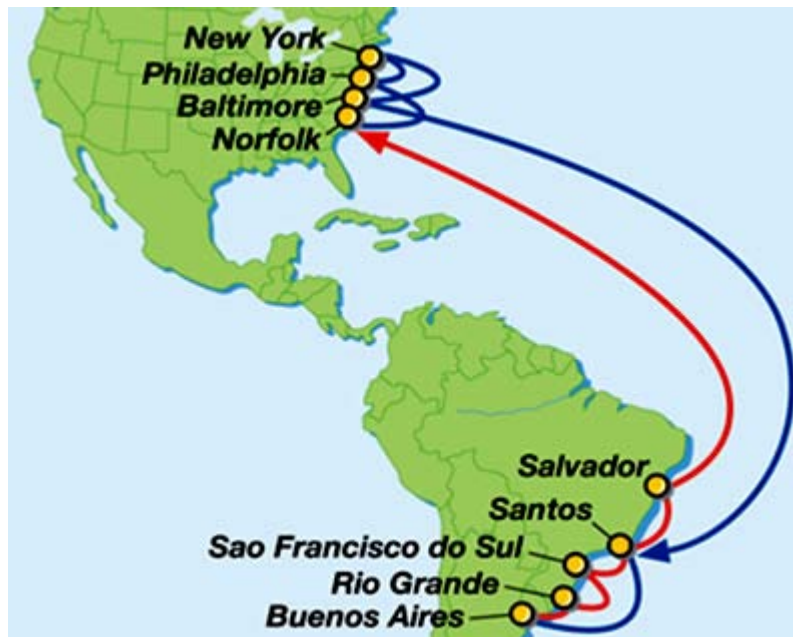 New York
Philadelphia
Baltimore
Norfolk
Salvador
Santos
Sao Francisco do Sul
Rio Grande
Buenos Aires